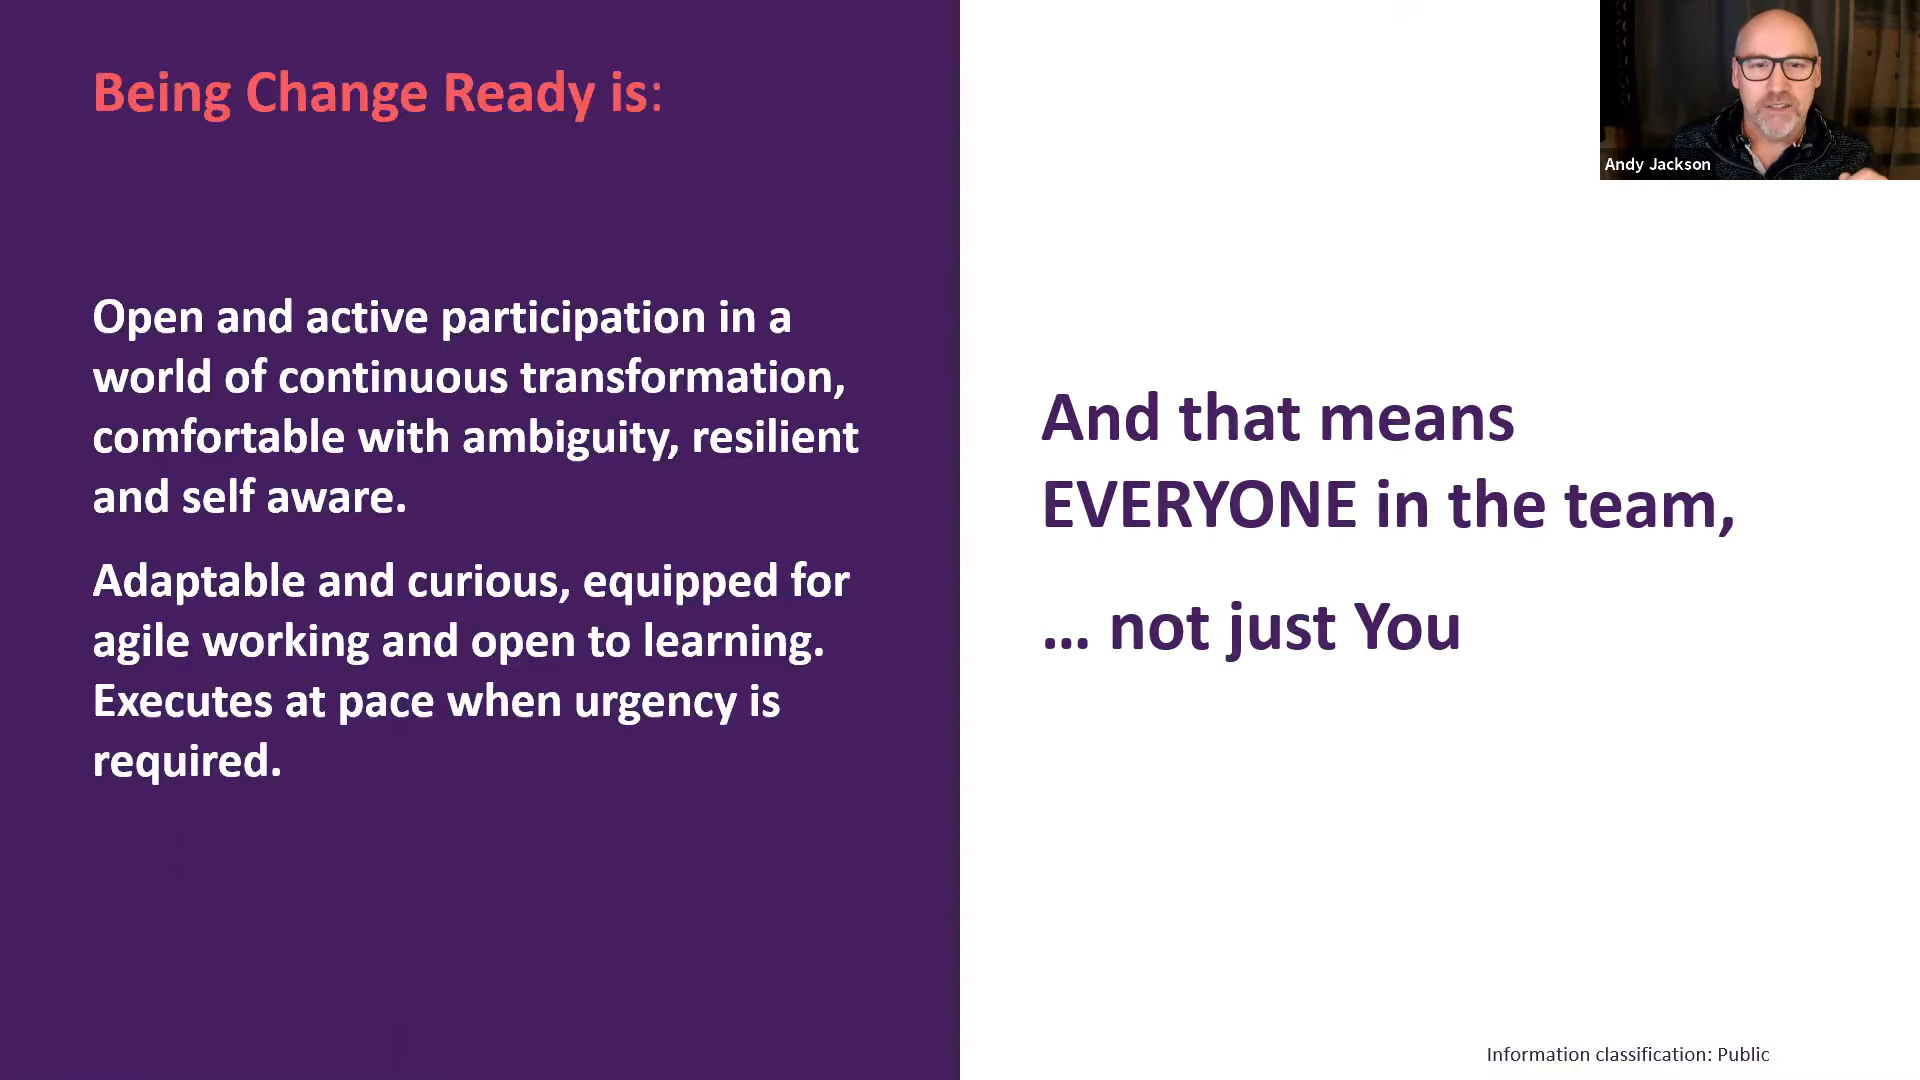 Being Change Ready is:
Open and active participation in a
world of continuous transformation,
comfortable with ambiguity, resilient
and self aware.
Adaptable and curious, equipped for
agile working and open to learning.
Executes at pace when urgency is
required.
And that means
EVERYONE in the team,
... not just You
Andy Jackson
Information classification: Public